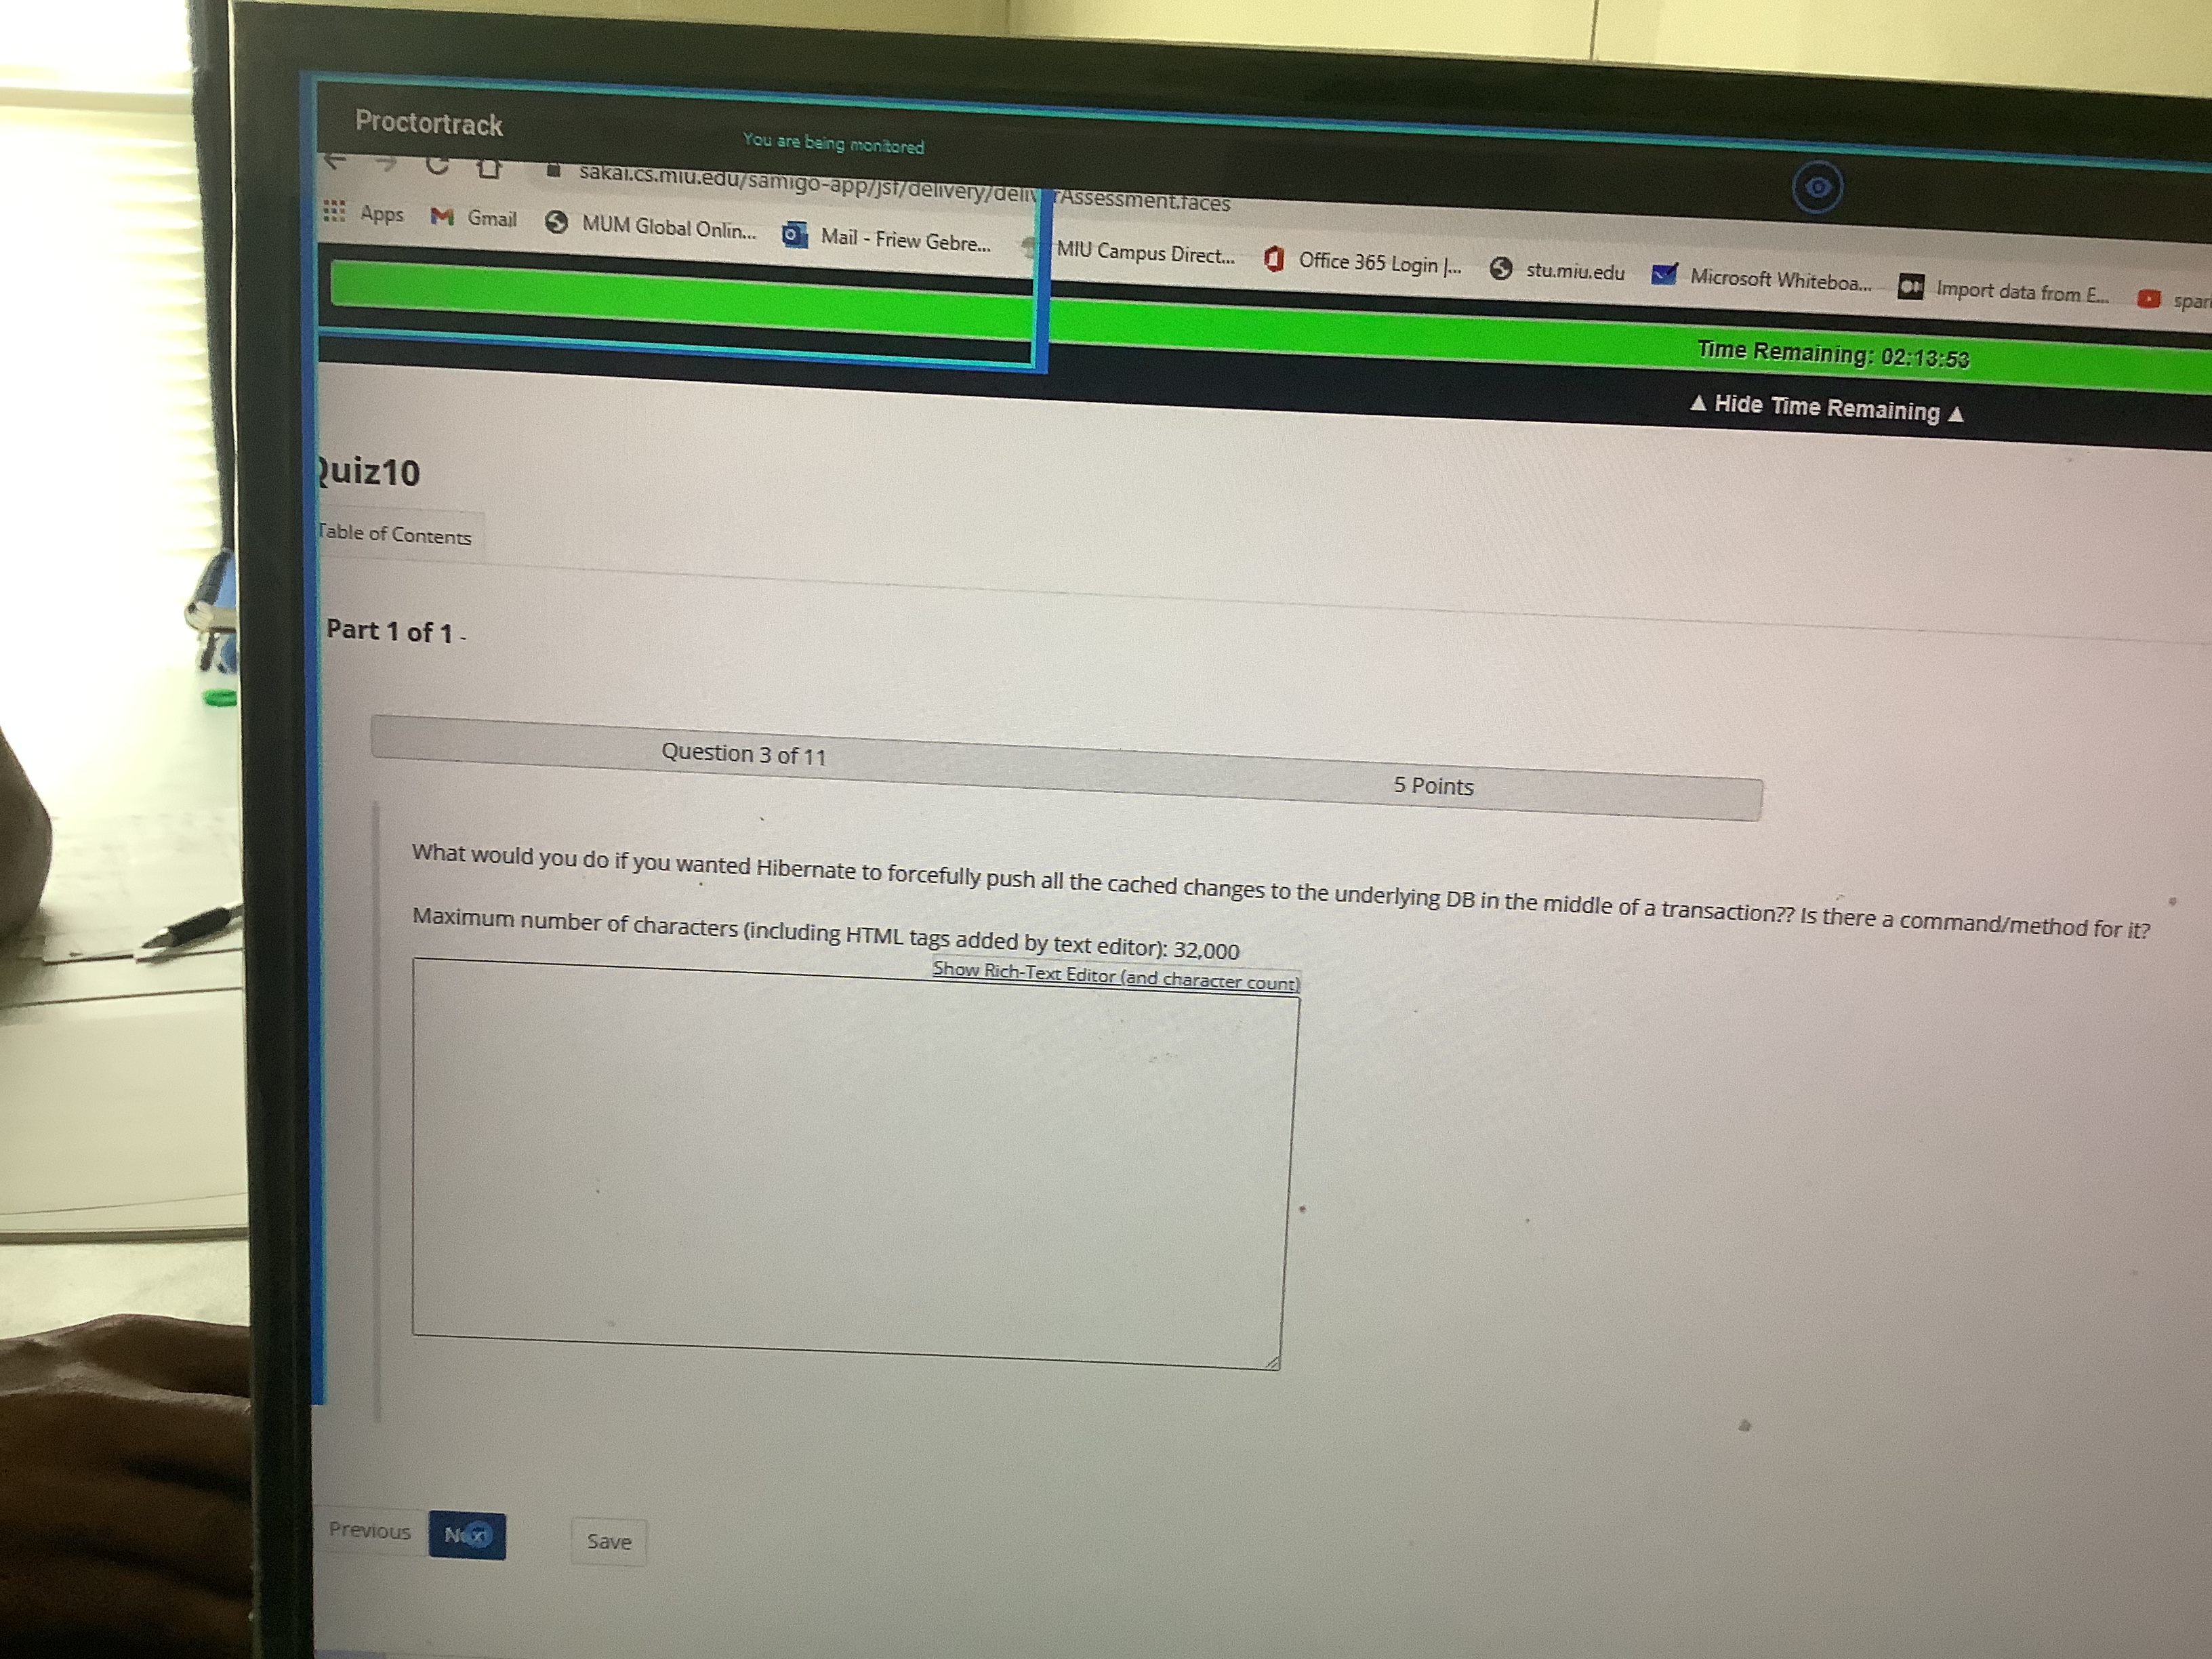 Proctortrack
You are being monitored
sakai.cs.miu.edu/samigo-app/jsf/delivery/deliv rAssessment.faces
Apps Gmail MUM Global Onlin... Mail - Friew Gebre... MIU Campus Direct... Office 365 Login |... stu.miu.edu Microsoft Whiteboa... Import data from E...
Time Remaining: 02:13:53
▲ Hide Time Remaining ▲
Quiz10
Table of Contents
Part 1 of 1 -
Question 3 of 11 5 Points
What would you do if you wanted Hibernate to forcefully push all the cached changes to the underlying DB in the middle of a transaction?? Is there a command/method for it?
Maximum number of characters (including HTML tags added by text editor): 32,000
Show Rich-Text Editor (and character count)
Previous Next Save